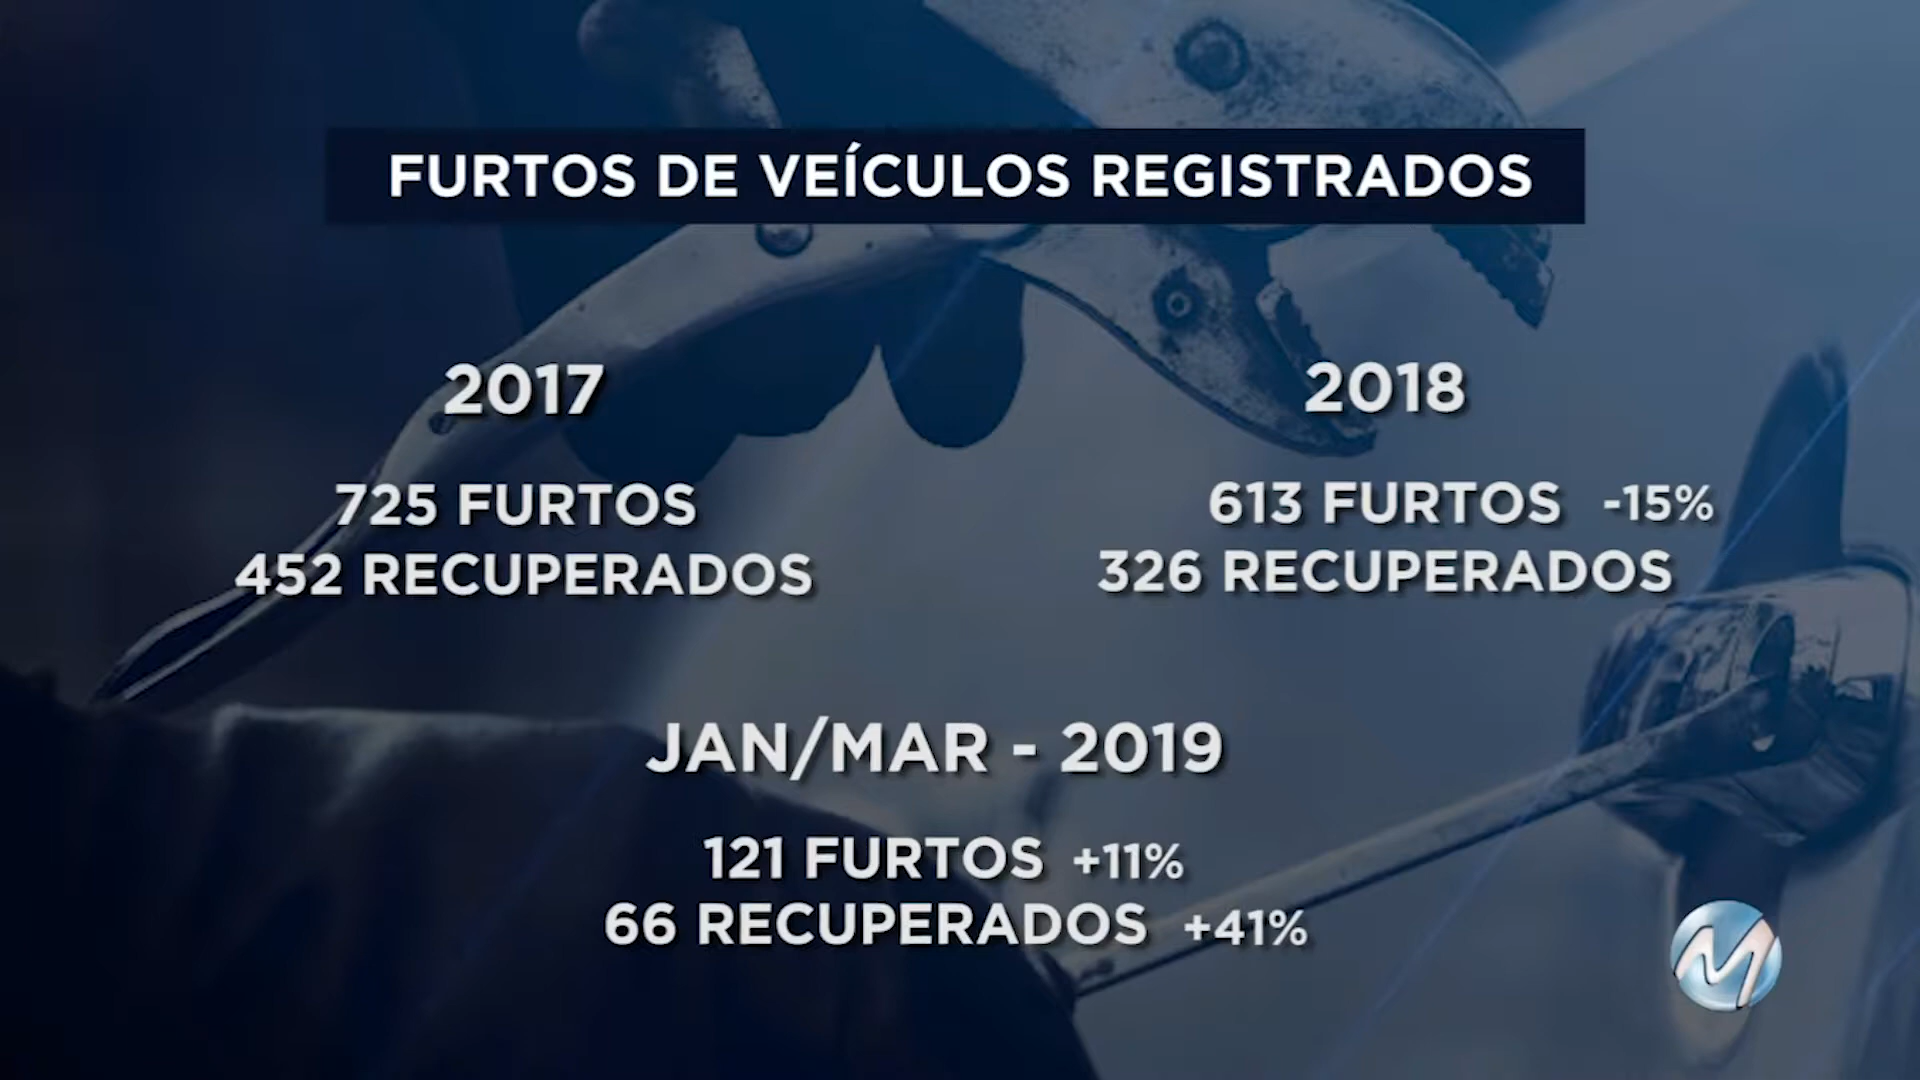 FURTOS DE VEÍCULOS REGISTRADOS
2017
725 FURTOS
452 RECUPERADOS
2018
613 FURTOS -15%
326 RECUPERADOS
JAN/MAR - 2019
121 FURTOS +11%
66 RECUPERADOS +41%
M